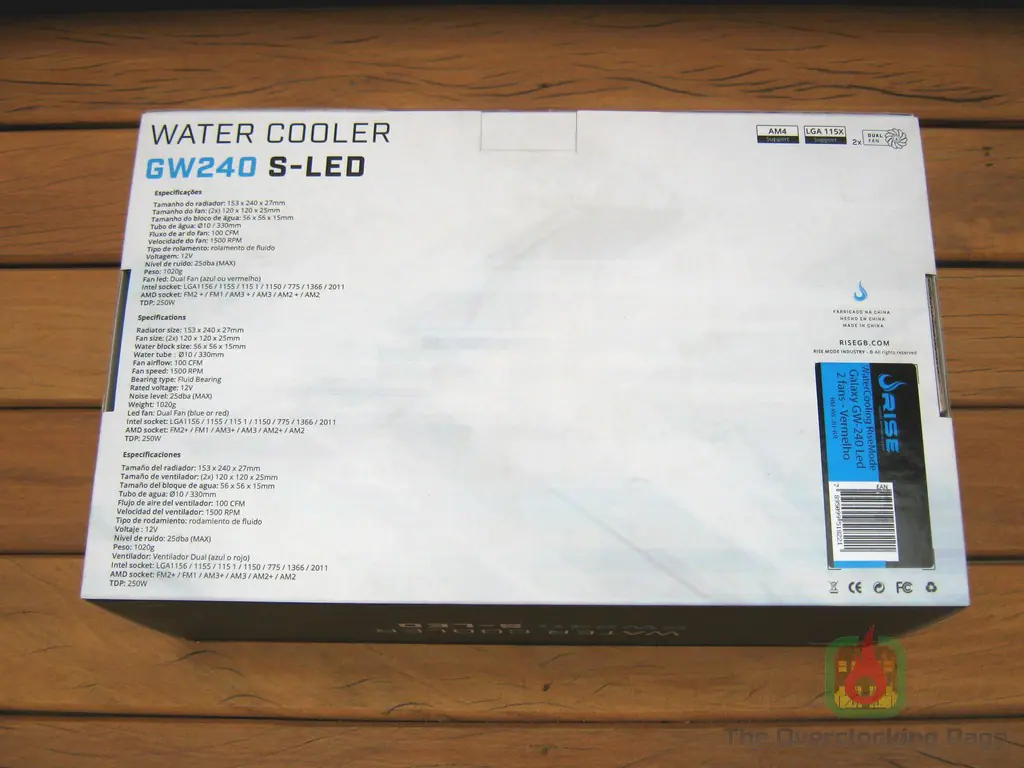 WATER COOLER
GW240 S-LED
AM4
Support
LGA 115X
Support
2x
DUAL
FAN
Especificações
Tamanho do radiador: 153 x 240 x 27mm
Tamanho do fan: (2x) 120 x 120 x 25mm
Tamanho do bloco de água: 56 x 56 x 15mm
Tubo de água: Ø10 / 330mm
Fluxo de ar do fan: 100 CFM
Velocidade do fan: 1500 RPM
Tipo de rolamento: rolamento de fluido
Voltagem: 12V
Nivel de ruído: 25dba (MAX)
Peso: 1020g
Fan led: Dual Fan (azul ou vermelho)
Intel socket: LGA1156 / 1155 / 115 1 / 1150 / 775 / 1366 / 2011
AMD socket: FM2 + / FM1 / AM3 + / AM3 / AM2 + / AM2
TDP: 250W
Specifications
Radiator size: 153 x 240 x 27mm
Fan size: (2x) 120 x 120 x 25mm
Water block size: 56 x 56 x 15mm
Water tube : Ø10 / 330mm
Fan airflow: 100 CFM
Fan speed: 1500 RPM
Bearing type: Fluid Bearing
Rated voltage: 12V
Noise level: 25dba (MAX)
Weight: 1020g
Led fan: Dual Fan (blue or red)
Intel socket: LGA1156 / 1155 / 115 1 / 1150 / 775 / 1366 / 2011
AMD socket: FM2+ / FM1 / AM3+ / AM3 / AM2+ / AM2
TDP: 250W
Especificaciones
Tamaño del radiador: 153 x 240 x 27mm
Tamaño de ventilador: (2x) 120 x 120 x 25mm
Tamaño del bloque de agua: 56 x 56 x 15mm
Tubo de agua: Ø10 / 330mm
Flujo de aire del ventilador: 100 CFM
Velocidad del ventilador: 1500 RPM
Tipo de rodamiento: rodamiento de fluido
Voltaje : 12V
Nivel de ruído: 25dba (MAX)
Peso: 1020g
Ventilador: Ventilador Dual (azul o rojo)
Intel socket: LGA1156 / 1155 / 115 1 / 1150 / 775 / 1366 / 2011
AMD socket: FM2+ / FM1 / AM3+ / AM3 / AM2+ / AM2
TDP: 250W
FABRICADO NA CHINA
HECHO EN CHINA
MADE IN CHINA
RISEGB.COM
RISE MODE INDUSTRY - ® All rights reserved
RISE
WaterCooling RiseMode
Galaxy GW-240 Led
2 fans - Vermelho
EAN
CE
FC
WATER COOLER
GW240 S-LED
The Overclocking Page